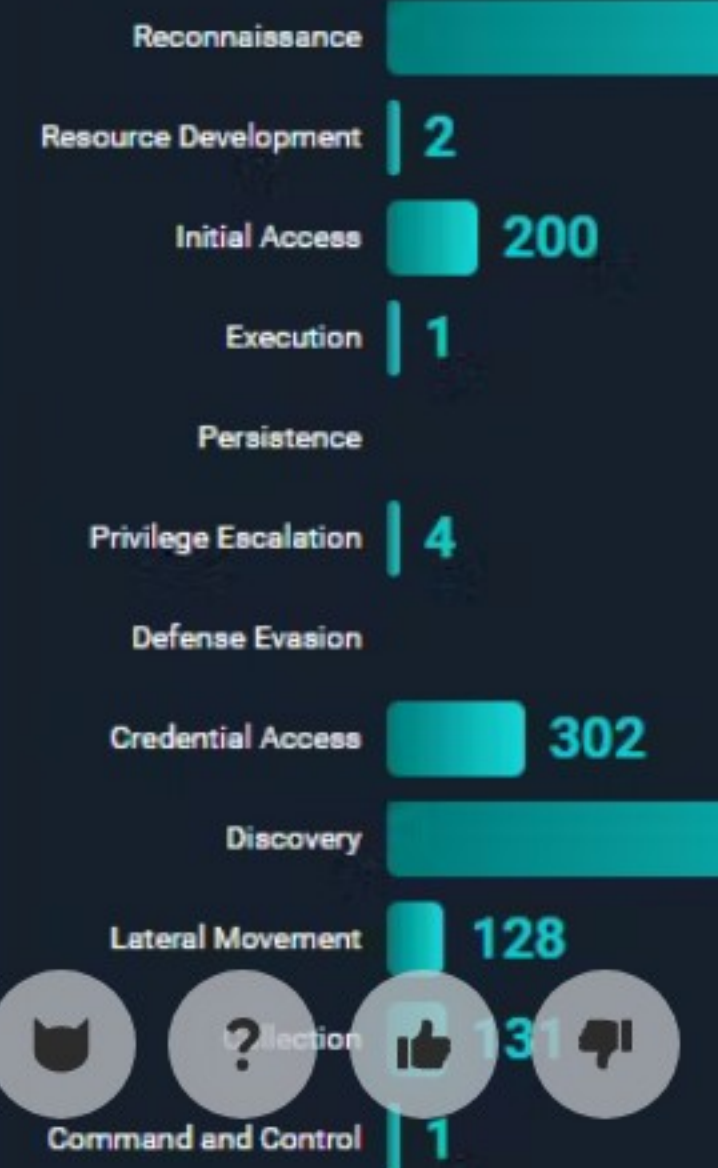 Reconnaissance
Resource Development 2
Initial Access 200
Execution 1
Persistence
Privilege Escalation 4
Defense Evasion
Credential Access 302
Discovery
Lateral Movement 128
Collection 131
?
Command and Control 1